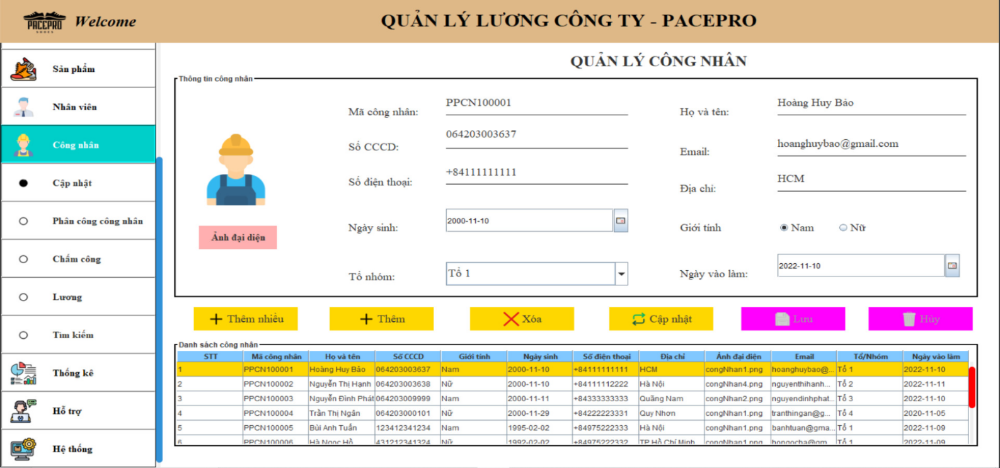 PACEPRO
SHOES
Welcome
QUẢN LÝ LƯƠNG CÔNG TY - PACEPRO
Sản phẩm
Nhân viên
Công nhân
Cập nhật
Phân công công nhân
Chấm công
Lương
Tìm kiếm
Thống kê
Hỗ trợ
Hệ thống
QUẢN LÝ CÔNG NHÂN
Thông tin công nhân
Ảnh đại diện
Mã công nhân: PPCN100001
Họ và tên: Hoàng Huy Bảo
Số CCCD: 064203003637
Email: hoanghuybao@gmail.com
Số điện thoại: +84111111111
Địa chỉ: HCM
Ngày sinh: 2000-11-10
Giới tính Nam Nữ
Tổ nhóm: Tổ 1
Ngày vào làm: 2022-11-10
Thêm nhiều Thêm Xóa Cập nhật Lưu Hủy
Danh sách công nhân
STT Mã công nhân Họ và tên Số CCCD Giới tính Ngày sinh Số điện thoại Địa chỉ Ảnh đại diện Email Tổ/Nhóm Ngày vào làm
1 PPCN100001 Hoàng Huy Bảo 064203003637 Nam 2000-11-10 +84111111111 HCM congNhan1.png hoanghuybao@... Tổ 1 2022-11-10
2 PPCN100002 Nguyễn Thị Hạnh 064203003638 Nữ 2000-11-10 +84111112222 Hà Nội congNhan4.png nguyenthihanh... Tổ 2 2022-11-11
3 PPCN100003 Nguyễn Đình Phát 064203009999 Nam 2000-11-11 +84333333333 Quãng Nam congNhan2.png nguyendinhphat... Tổ 3 2022-11-10
4 PPCN100004 Trần Thị Ngân 064203000101 Nữ 2000-11-29 +84222223331 Quy Nhơn congNhan1.png tranthingan@g... Tổ 4 2020-11-05
5 PPCN100005 Bùi Anh Tuấn 123412341234 Nam 1995-02-02 +84975222333 Hà Nội congNhan1.png banhtuan@gma... Tổ 1 2022-11-09
6 PPCN100006 Hà Ngọc Hồ 431212341324 Nữ 1992-02-02 +84975222332 TP Hồ Chí Minh congNhan1.png hongocha@gm... Tổ 1 2022-11-09